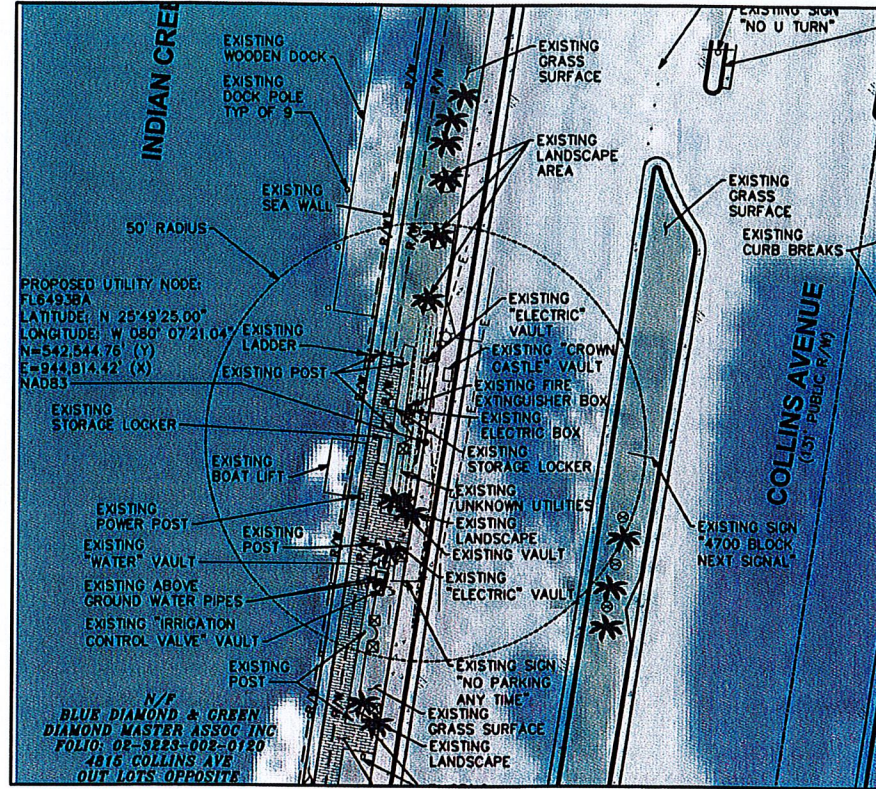 INDIAN CREE
EXISTING
WOODEN DOCK
EXISTING
DOCK POLE
TYP OF 9
EXISTING
SEA WALL
50' RADIUS
PROPOSED UTILITY NODE:
FL64938A
LATITUDE: N 25°49'25.00"
LONGITUDE: W 080° 07'21.04"
N=542,544.76' (Y)
E=944,814.42' (X)
NAD83
EXISTING
LADDER
EXISTING POST
EXISTING
STORAGE LOCKER
EXISTING
BOAT LIFT
EXISTING
POWER POST
EXISTING
POST
EXISTING
"WATER" VAULT
EXISTING ABOVE
GROUND WATER PIPES
EXISTING "IRRIGATION
CONTROL VALVE" VAULT
EXISTING
POST
N/F
BLUE DIAMOND & GREEN
DIAMOND MASTER ASSOC INC
FOLIO: 02-3223-002-0120
4815 COLLINS AVE
OUT LOTS OPPOSITE
R/W
R/W
R/W
R/W
R/W
R/W
R/W
R/W
E
E
EXISTING
GRASS
SURFACE
EXISTING
LANDSCAPE
AREA
EXISTING
"ELECTRIC"
VAULT
EXISTING "CROWN
CASTLE" VAULT
EXISTING FIRE
EXTINGUISHER BOX
EXISTING
ELECTRIC BOX
EXISTING
STORAGE LOCKER
EXISTING
UNKNOWN UTILITIES
EXISTING
LANDSCAPE
EXISTING VAULT
EXISTING
"ELECTRIC" VAULT
EXISTING SIGN
"NO PARKING
ANY TIME"
EXISTING
GRASS SURFACE
EXISTING
LANDSCAPE
EXISTING SIGN
"NO U TURN"
EXISTING
GRASS
SURFACE
EXISTING
CURB BREAKS
COLLINS AVENUE
(137' PUBLIC R/W)
EXISTING SIGN
"4700 BLOCK
NEXT SIGNAL"